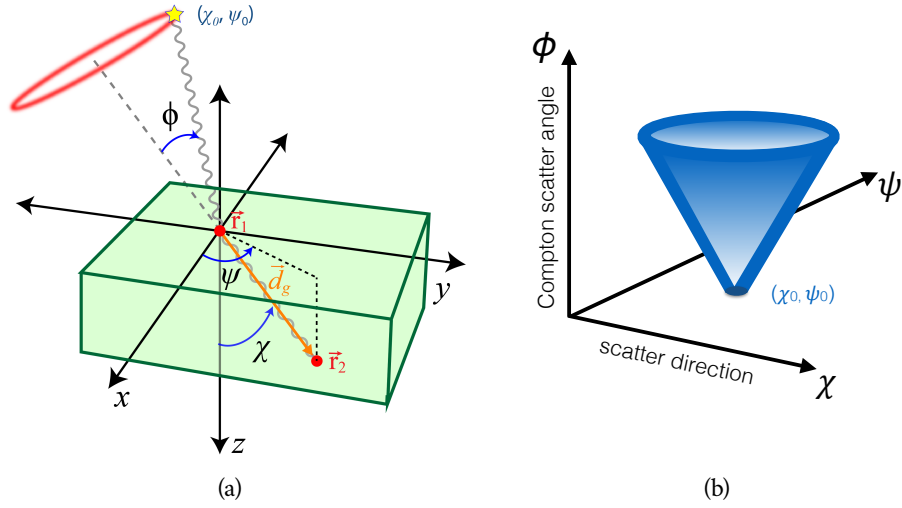 (χ₀, ψ₀)
ϕ
r⃗₁
ψ
d⃗g
χ
r⃗₂
y
x
z
(a)
ϕ
Compton scatter angle
ψ
(χ₀, ψ₀)
scatter direction
χ
(b)